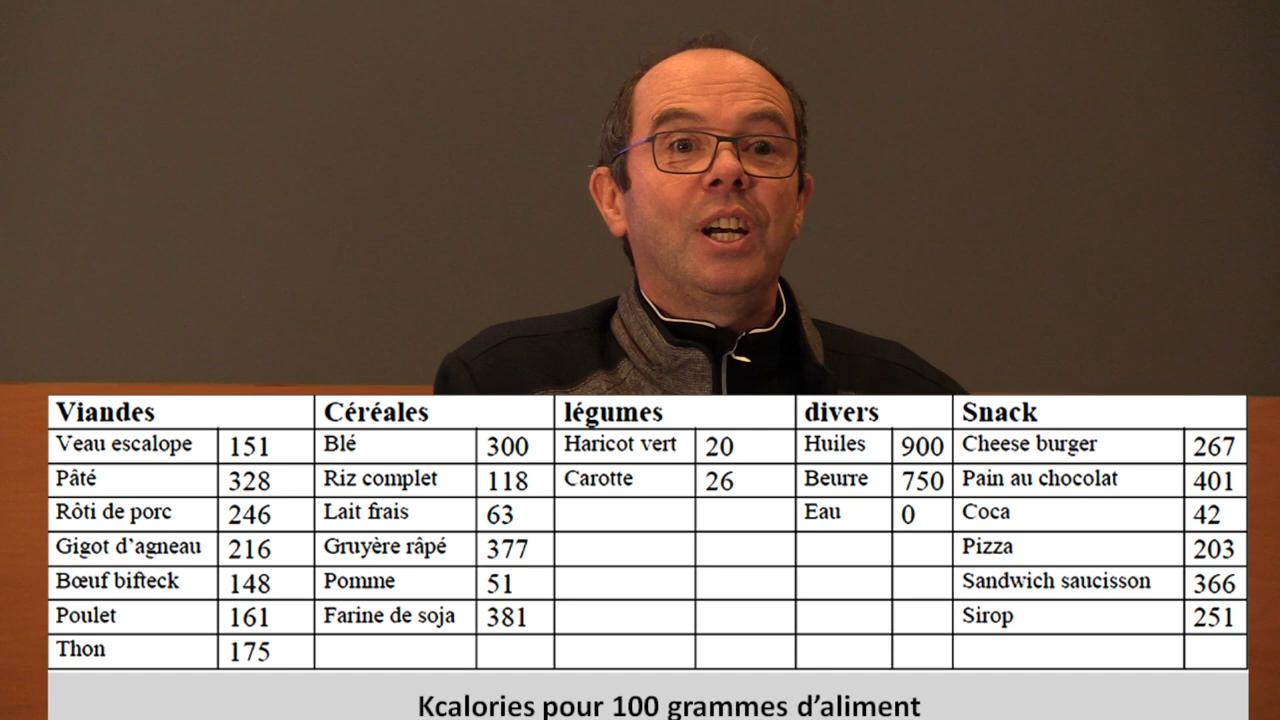 Viandes Céréales légumes divers Snack
Veau escalope 151 Blé 300 Haricot vert 20 Huiles 900 Cheese burger 267
Pâté 328 Riz complet 118 Carotte 26 Beurre 750 Pain au chocolat 401
Rôti de porc 246 Lait frais 63 Eau 0 Coca 42
Gigot d’agneau 216 Gruyère râpé 377 Pizza 203
Bœuf bifteck 148 Pomme 51 Sandwich saucisson 366
Poulet 161 Farine de soja 381 Sirop 251
Thon 175
Kcalories pour 100 grammes d’aliment